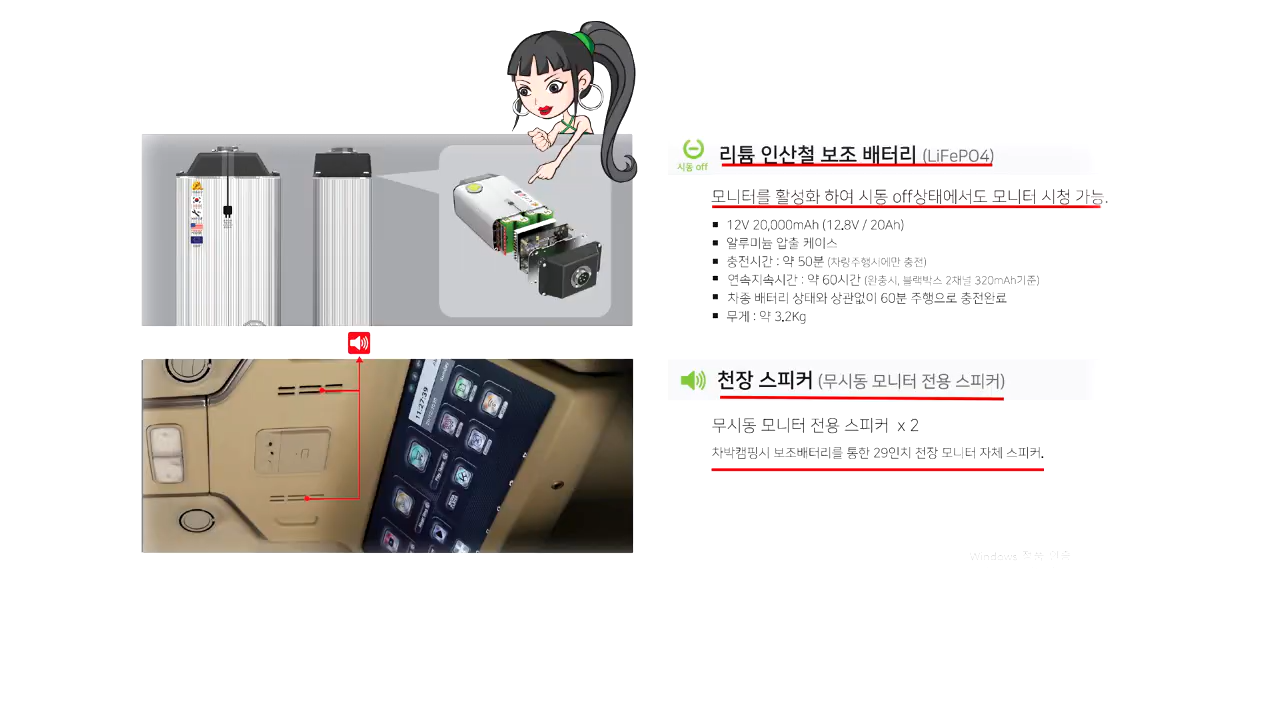 시동 off
리튬 인산철 보조 배터리 (LiFePO4)
모니터를 활성화 하여 시동 off상태에서도 모니터 시청 가능.
▪ 12V 20,000mAh (12.8V / 20Ah)
▪ 알루미늄 압출 케이스
▪ 충전시간 : 약 50분 (차량주행시에만 충전)
▪ 연속지속시간 : 약 60시간 (완충시, 블랙박스 2채널 320mAh기준)
▪ 차종 배터리 상태와 상관없이 60분 주행으로 충전완료
▪ 무게 : 약 3.2Kg
11:27:39
천장 스피커 (무시동 모니터 전용 스피커)
무시동 모니터 전용 스피커 x 2
차박캠핑시 보조배터리를 통한 29인치 천장 모니터 자체 스피커.
Windows 정품 인증